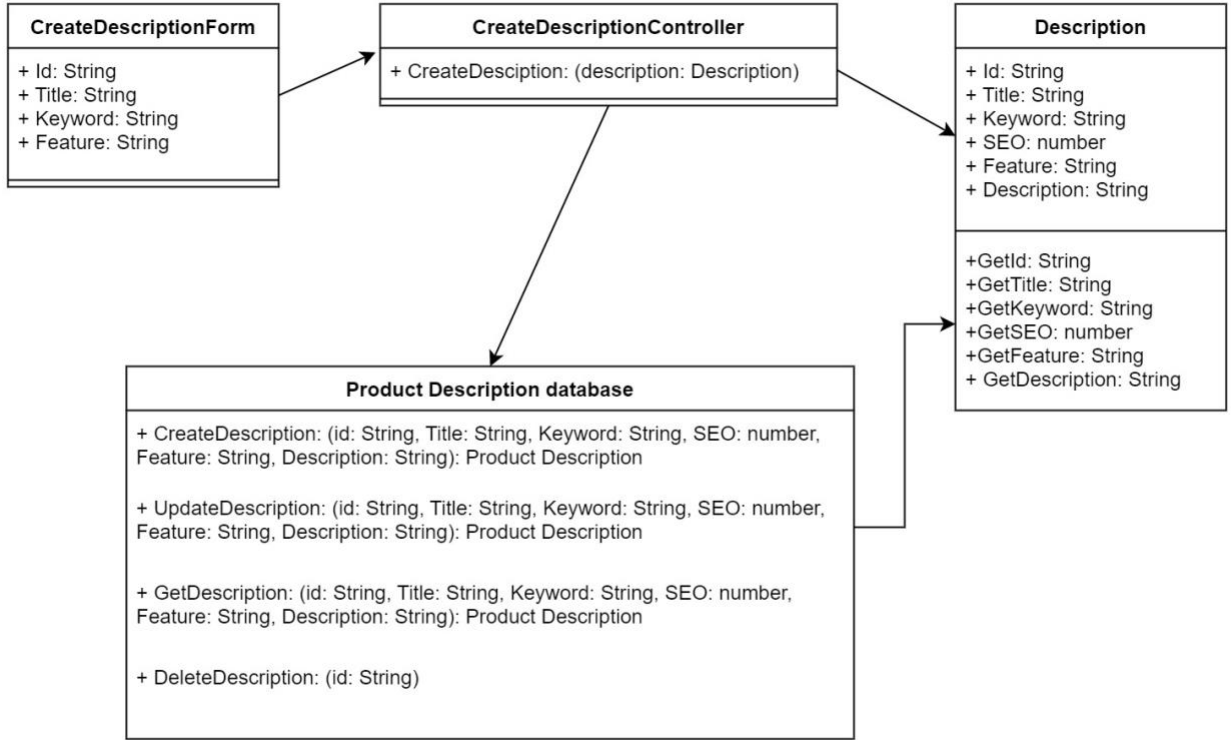 CreateDescriptionForm
+ Id: String
+ Title: String
+ Keyword: String
+ Feature: String
CreateDescriptionController
+ CreateDesciption: (description: Description)
Description
+ Id: String
+ Title: String
+ Keyword: String
+ SEO: number
+ Feature: String
+ Description: String
+GetId: String
+GetTitle: String
+GetKeyword: String
+GetSEO: number
+GetFeature: String
+ GetDescription: String
Product Description database
+ CreateDescription: (id: String, Title: String, Keyword: String, SEO: number,
Feature: String, Description: String): Product Description
+ UpdateDescription: (id: String, Title: String, Keyword: String, SEO: number,
Feature: String, Description: String): Product Description
+ GetDescription: (id: String, Title: String, Keyword: String, SEO: number,
Feature: String, Description: String): Product Description
+ DeleteDescription: (id: String)